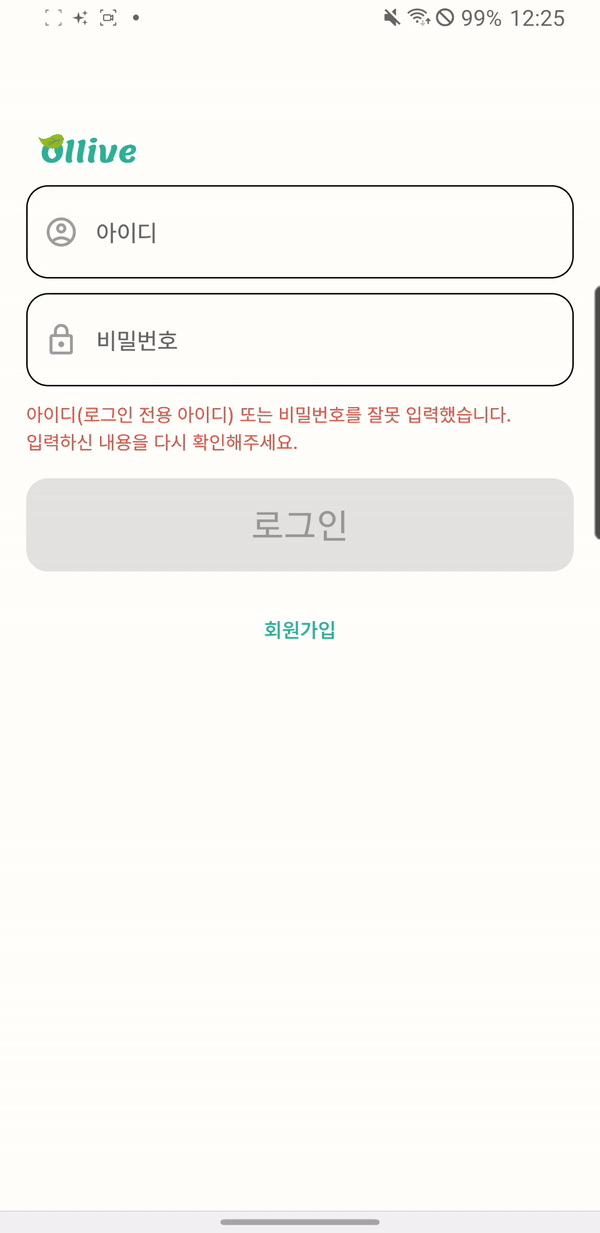 99% 12:25
Ollive
아이디
비밀번호
아이디(로그인 전용 아이디) 또는 비밀번호를 잘못 입력했습니다.
입력하신 내용을 다시 확인해주세요.
로그인
회원가입